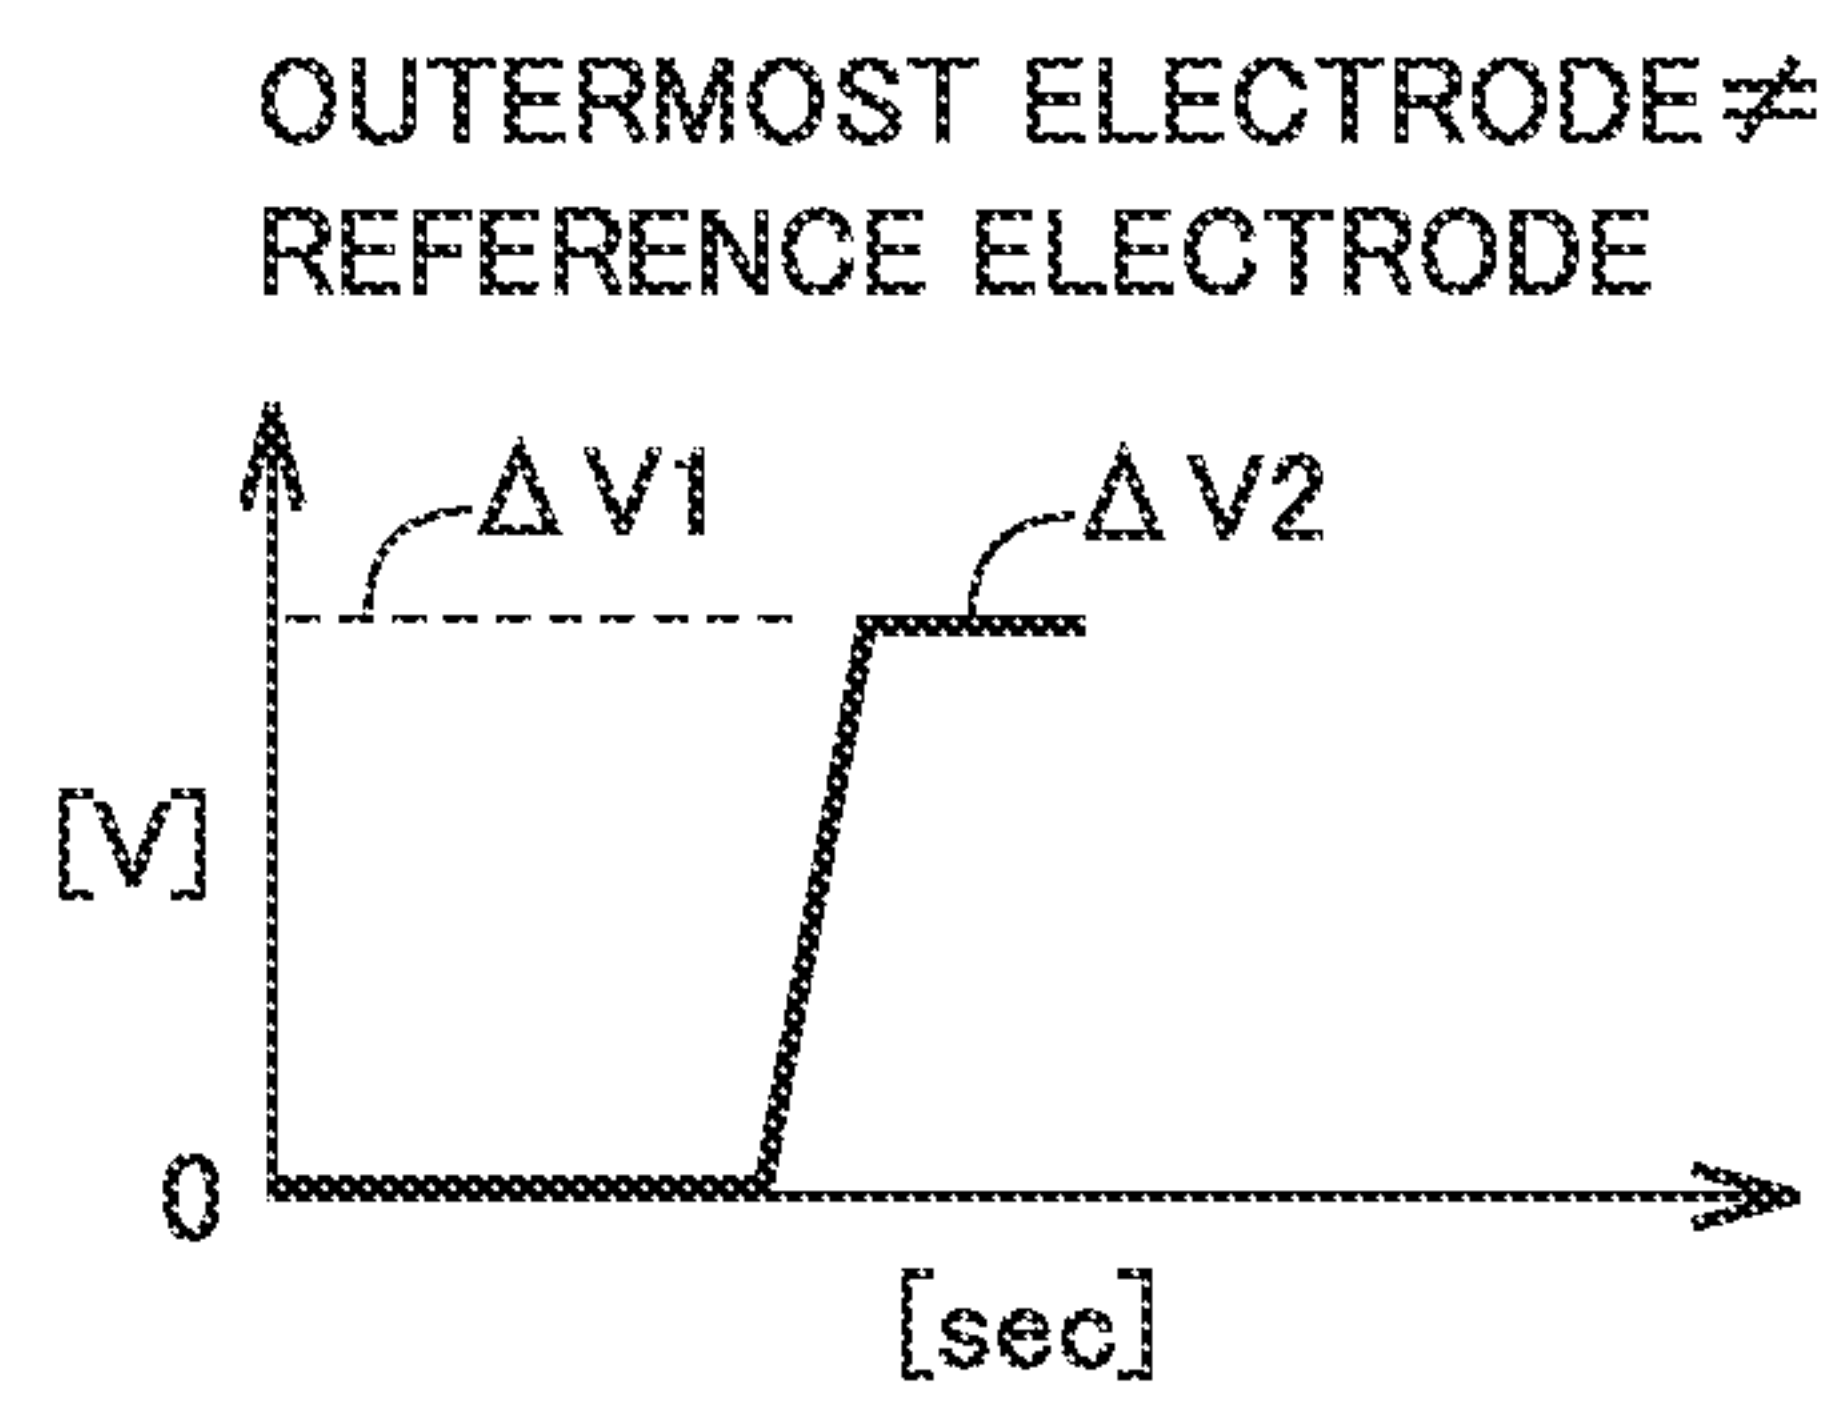 OUTERMOST ELECTRODE≠
REFERENCE ELECTRODE
ΔV1 ΔV2
[V]
0
[sec]